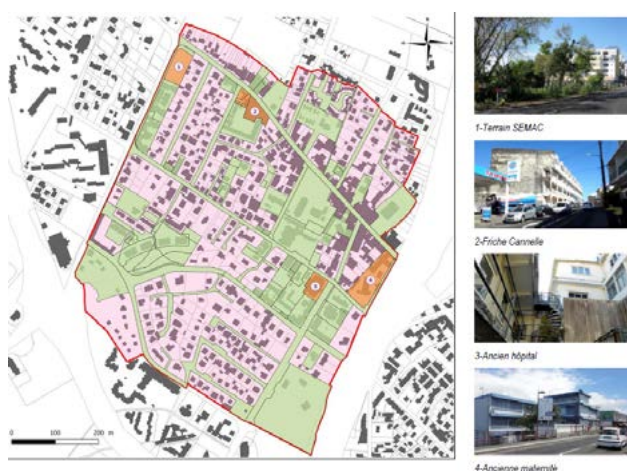 1-Terrain SEMAC
2-Friche Cannelle
3-Ancien hôpital
4-Ancienne maternité
0 100 200 m